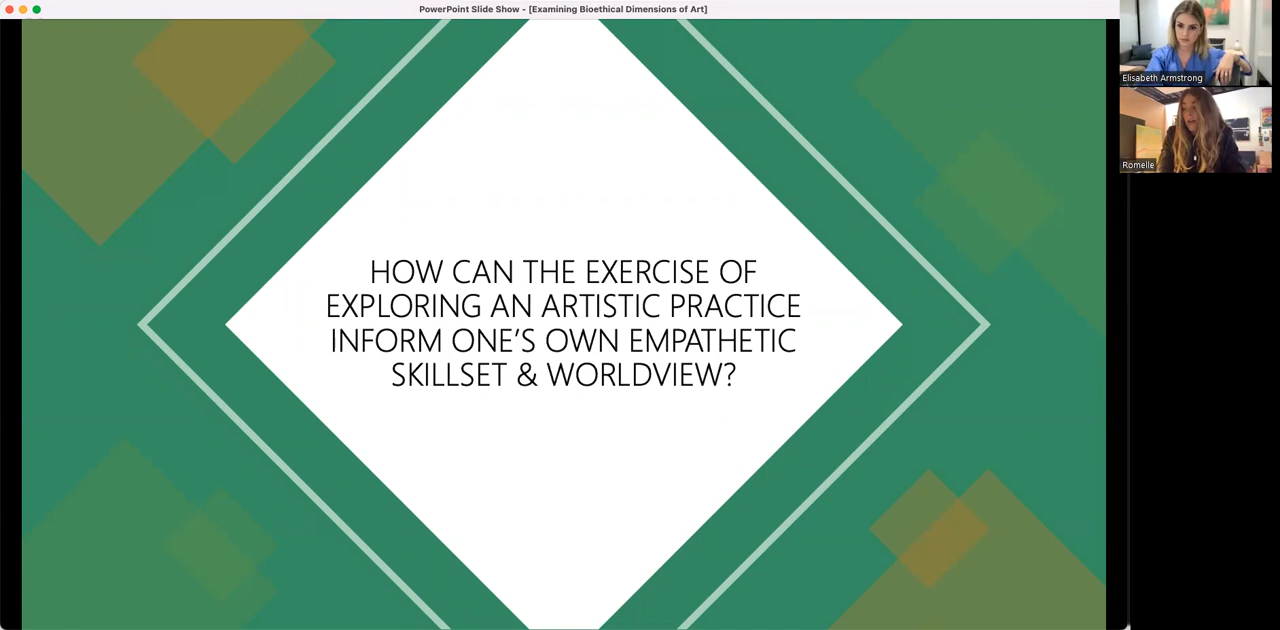 PowerPoint Slide Show - [Examining Bioethical Dimensions of Art]
HOW CAN THE EXERCISE OF
EXPLORING AN ARTISTIC PRACTICE
INFORM ONE’S OWN EMPATHETIC
SKILLSET & WORLDVIEW?
Elisabeth Armstrong
Romelle